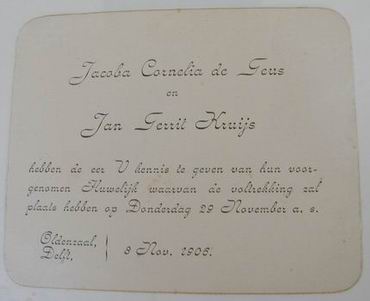 Jacoba Cornelia de Geus
en
Jan Gerrit Kruijs
hebben de eer U kennis te geven van hun voor-
genomen Huwelijk waarvan de voltrekking zal
plaats hebben op Donderdag 29 November a. s.
Oldenzaal,
Delft,
8 Nov. 1906.